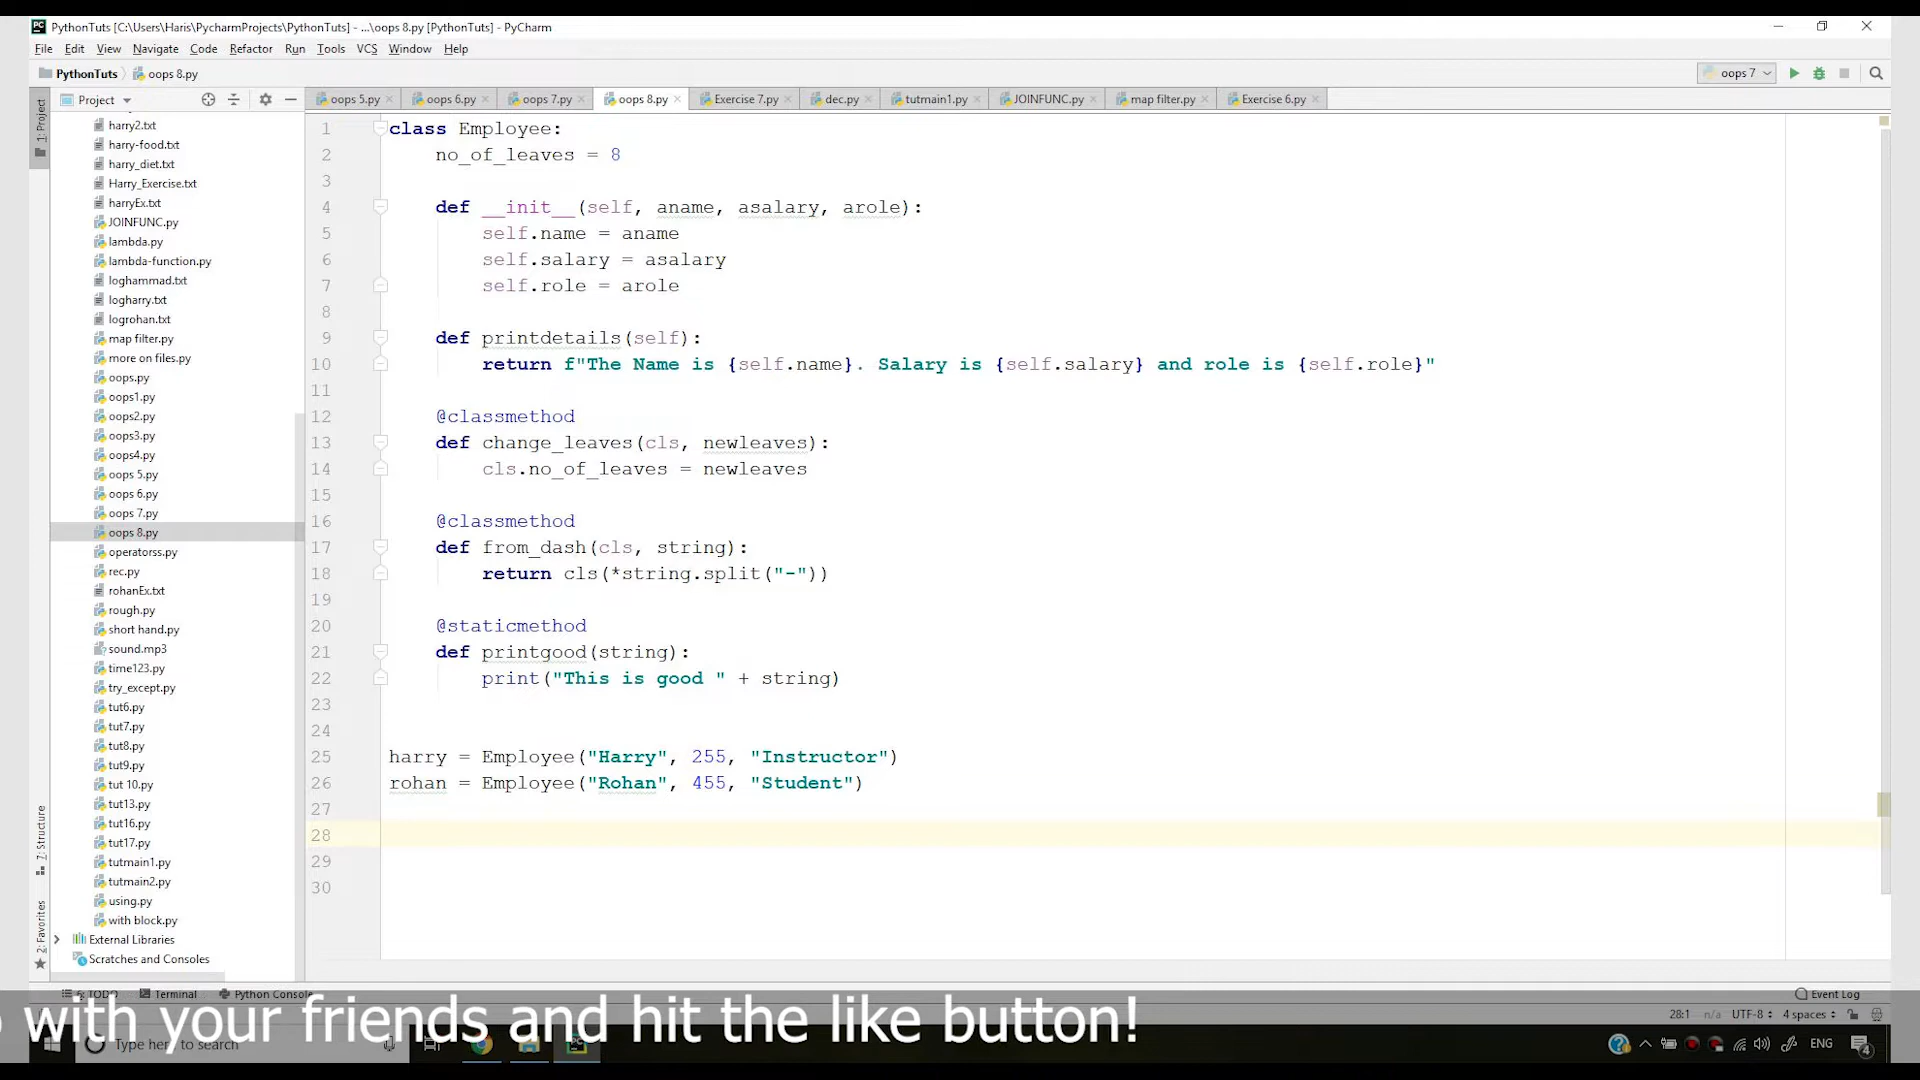 PythonTuts [C:\Users\Haris\PycharmProjects\PythonTuts] - ...\oops 8.py [PythonTuts] - PyCharm
File Edit View Navigate Code Refactor Run Tools VCS Window Help
PythonTuts oops 8.py oops 7
Project oops 5.py oops 6.py oops 7.py oops 8.py Exercise 7.py dec.py tutmain1.py JOINFUNC.py map filter.py Exercise 6.py
1: Project
harry2.txt
harry-food.txt
harry_diet.txt
Harry_Exercise.txt
harryEx.txt
JOINFUNC.py
lambda.py
lambda-function.py
loghammad.txt
logharry.txt
logrohan.txt
map filter.py
more on files.py
oops.py
oops1.py
oops2.py
oops3.py
oops4.py
oops 5.py
oops 6.py
oops 7.py
oops 8.py
operatorss.py
rec.py
rohanEx.txt
rough.py
short hand.py
sound.mp3
time123.py
try_except.py
tut6.py
tut7.py
tut8.py
tut9.py
tut 10.py
tut13.py
tut16.py
tut17.py
tutmain1.py
tutmain2.py
using.py
with block.py
External Libraries
Scratches and Consoles
7: Structure
2: Favorites
1 class Employee:
2 no_of_leaves = 8
3
4 def __init__(self, aname, asalary, arole):
5 self.name = aname
6 self.salary = asalary
7 self.role = arole
8
9 def printdetails(self):
10 return f"The Name is {self.name}. Salary is {self.salary} and role is {self.role}"
11
12 @classmethod
13 def change_leaves(cls, newleaves):
14 cls.no_of_leaves = newleaves
15
16 @classmethod
17 def from_dash(cls, string):
18 return cls(*string.split("-"))
19
20 @staticmethod
21 def printgood(string):
22 print("This is good " + string)
23
24
25 harry = Employee("Harry", 255, "Instructor")
26 rohan = Employee("Rohan", 455, "Student")
27
28
29
30
6: TODO Terminal Python Console Event Log
with your friends and hit the like button!
28:1 n/a UTF-8 4 spaces
Type here to search ENG 4